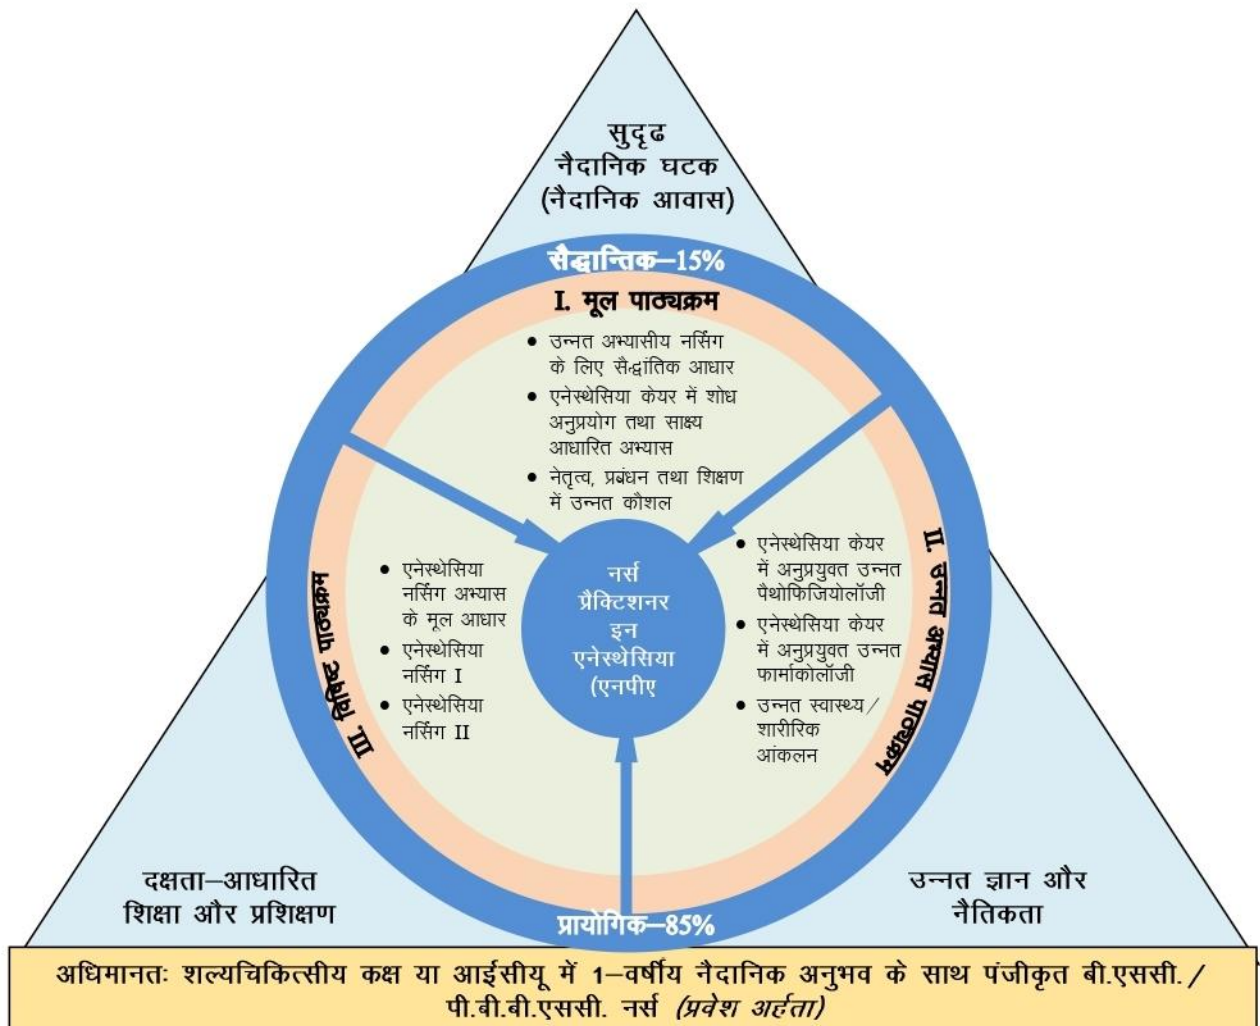 सुदृढ
नैदानिक घटक
(नैदानिक आवास)
सैद्धान्तिक–15%
I. मूल पाठ्यक्रम
• उन्नत अभ्यासीय नर्सिंग
के लिए सैद्धांतिक आधार
• एनेस्थेसिया केयर में शोध
अनुप्रयोग तथा साक्ष्य
आधारित अभ्यास
• नेतृत्व, प्रबंधन तथा शिक्षण
में उन्नत कौशल
II. उन्नत अभ्यास पाठ्यक्रम
• एनेस्थेसिया केयर
में अनुप्रयुवत उन्नत
पैथोफिजियोलॉजी
• एनेस्थेसिया केयर
में अनुप्रयुवत उन्नत
फार्माकोलॉजी
• उन्नत स्वास्थ्य/
शारीरिक
आंकलन
III. विशिष्ट पाठ्यक्रम
• एनेस्थेसिया
नर्सिंग अभ्यास
के मूल आधार
• एनेस्थेसिया
नर्सिंग I
• एनेस्थेसिया
नर्सिंग II
नर्स
प्रैक्टिशनर
इन
एनेस्थेसिया
(एनपीए
प्रायोगिक–85%
दक्षता–आधारित
शिक्षा और प्रशिक्षण
उन्नत ज्ञान और
नैतिकता
अधिमानतः शल्यचिकित्सीय कक्ष या आईसीयू में 1–वर्षीय नैदानिक अनुभव के साथ पंजीकृत बी.एससी./
पी.बी.बी.एससी. नर्स (प्रवेश अर्हता)